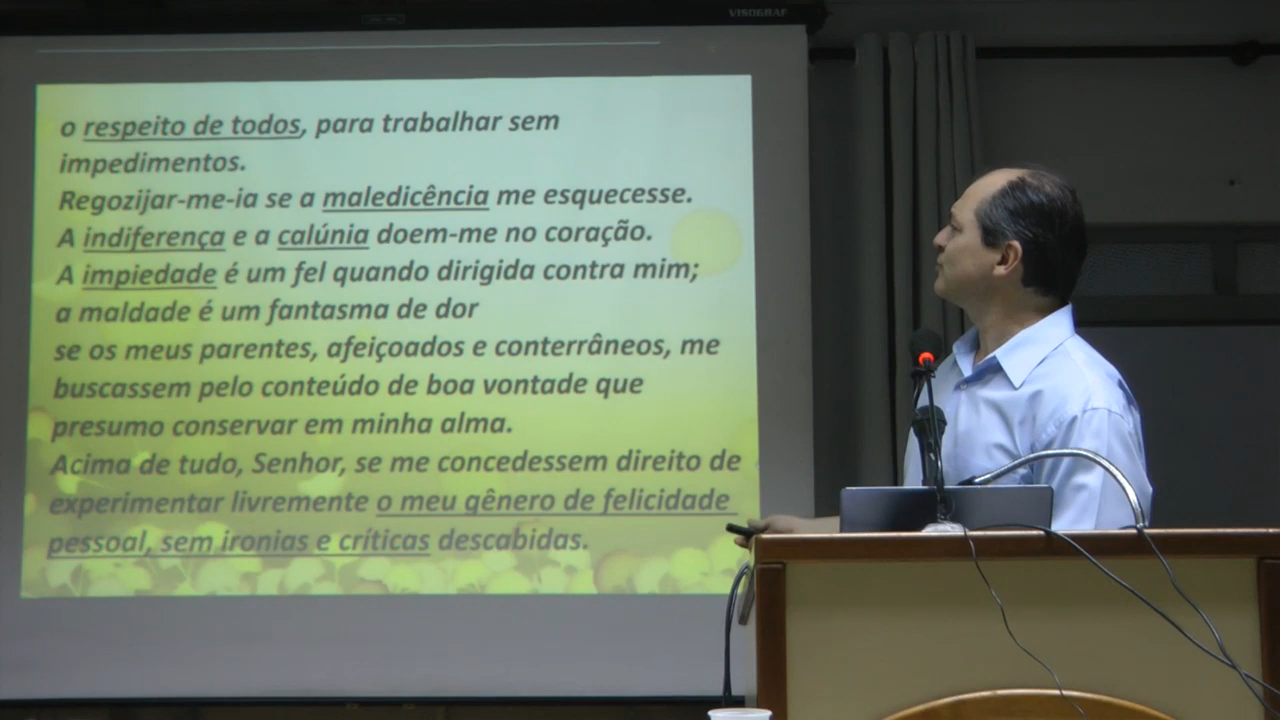 VISOGRAF
o respeito de todos, para trabalhar sem
impedimentos.
Regozijar-me-ia se a maledicência me esquecesse.
A indiferença e a calúnia doem-me no coração.
A impiedade é um fel quando dirigida contra mim;
a maldade é um fantasma de dor
se os meus parentes, afeiçoados e conterrâneos, me
buscassem pelo conteúdo de boa vontade que
presumo conservar em minha alma.
Acima de tudo, Senhor, se me concedessem direito de
experimentar livremente o meu gênero de felicidade
pessoal, sem ironias e críticas descabidas.